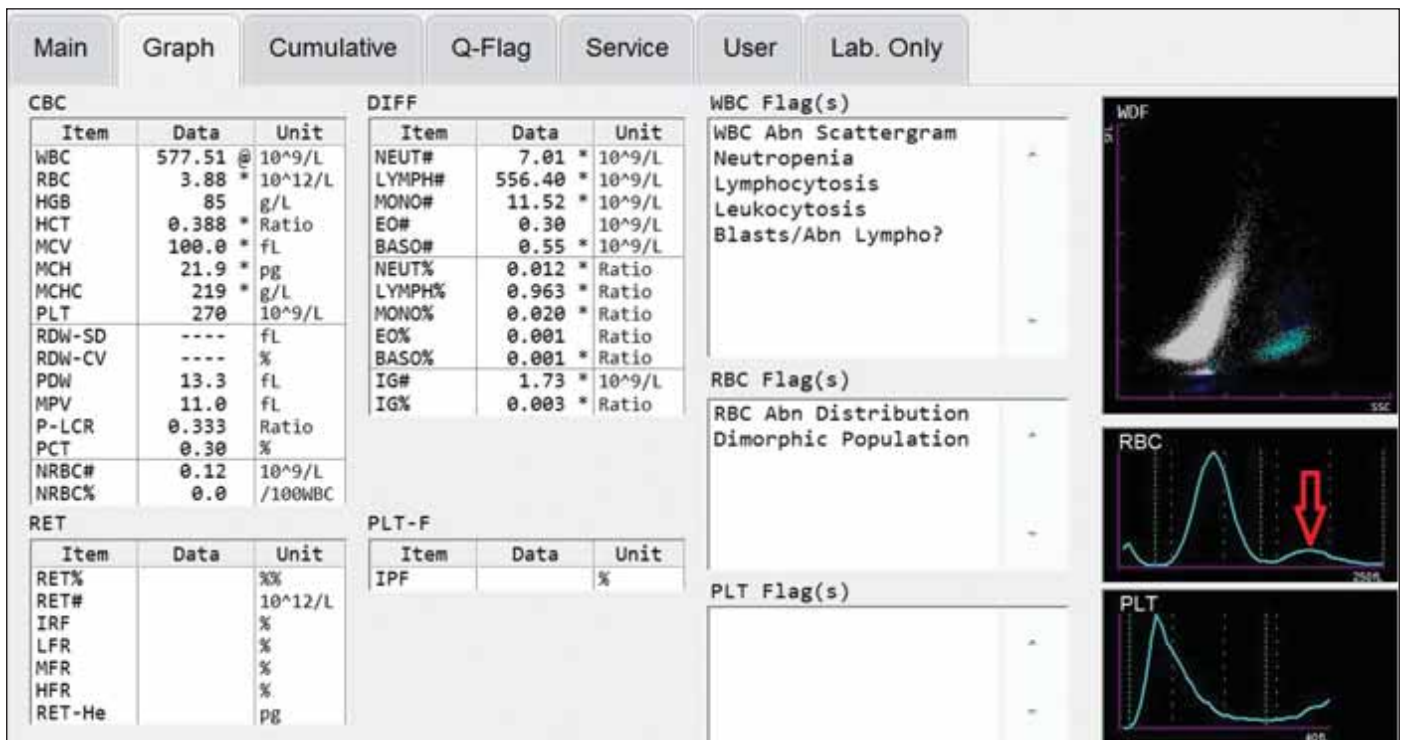 Main Graph Cumulative Q-Flag Service User Lab. Only
CBC
Item Data Unit
WBC 577.51 @ 10^9/L
RBC 3.88 * 10^12/L
HGB 85 g/L
HCT 0.388 * Ratio
MCV 100.0 * fL
MCH 21.9 * pg
MCHC 219 * g/L
PLT 270 10^9/L
RDW-SD ---- fL
RDW-CV ---- %
PDW 13.3 fL
MPV 11.0 fL
P-LCR 0.333 Ratio
PCT 0.30 %
NRBC# 0.12 10^9/L
NRBC% 0.0 /100WBC
DIFF
Item Data Unit
NEUT# 7.01 * 10^9/L
LYMPH# 556.40 * 10^9/L
MONO# 11.52 * 10^9/L
EO# 0.30 10^9/L
BASO# 0.55 * 10^9/L
NEUT% 0.012 * Ratio
LYMPH% 0.963 * Ratio
MONO% 0.020 * Ratio
EO% 0.001 Ratio
BASO% 0.001 * Ratio
IG# 1.73 * 10^9/L
IG% 0.003 * Ratio
RET
Item Data Unit
RET% %%
RET# 10^12/L
IRF %
LFR %
MFR %
HFR %
RET-He pg
PLT-F
Item Data Unit
IPF %
WBC Flag(s)
WBC Abn Scattergram
Neutropenia
Lymphocytosis
Leukocytosis
Blasts/Abn Lympho?
RBC Flag(s)
RBC Abn Distribution
Dimorphic Population
PLT Flag(s)
WDF
SSC
RBC
250fL
PLT